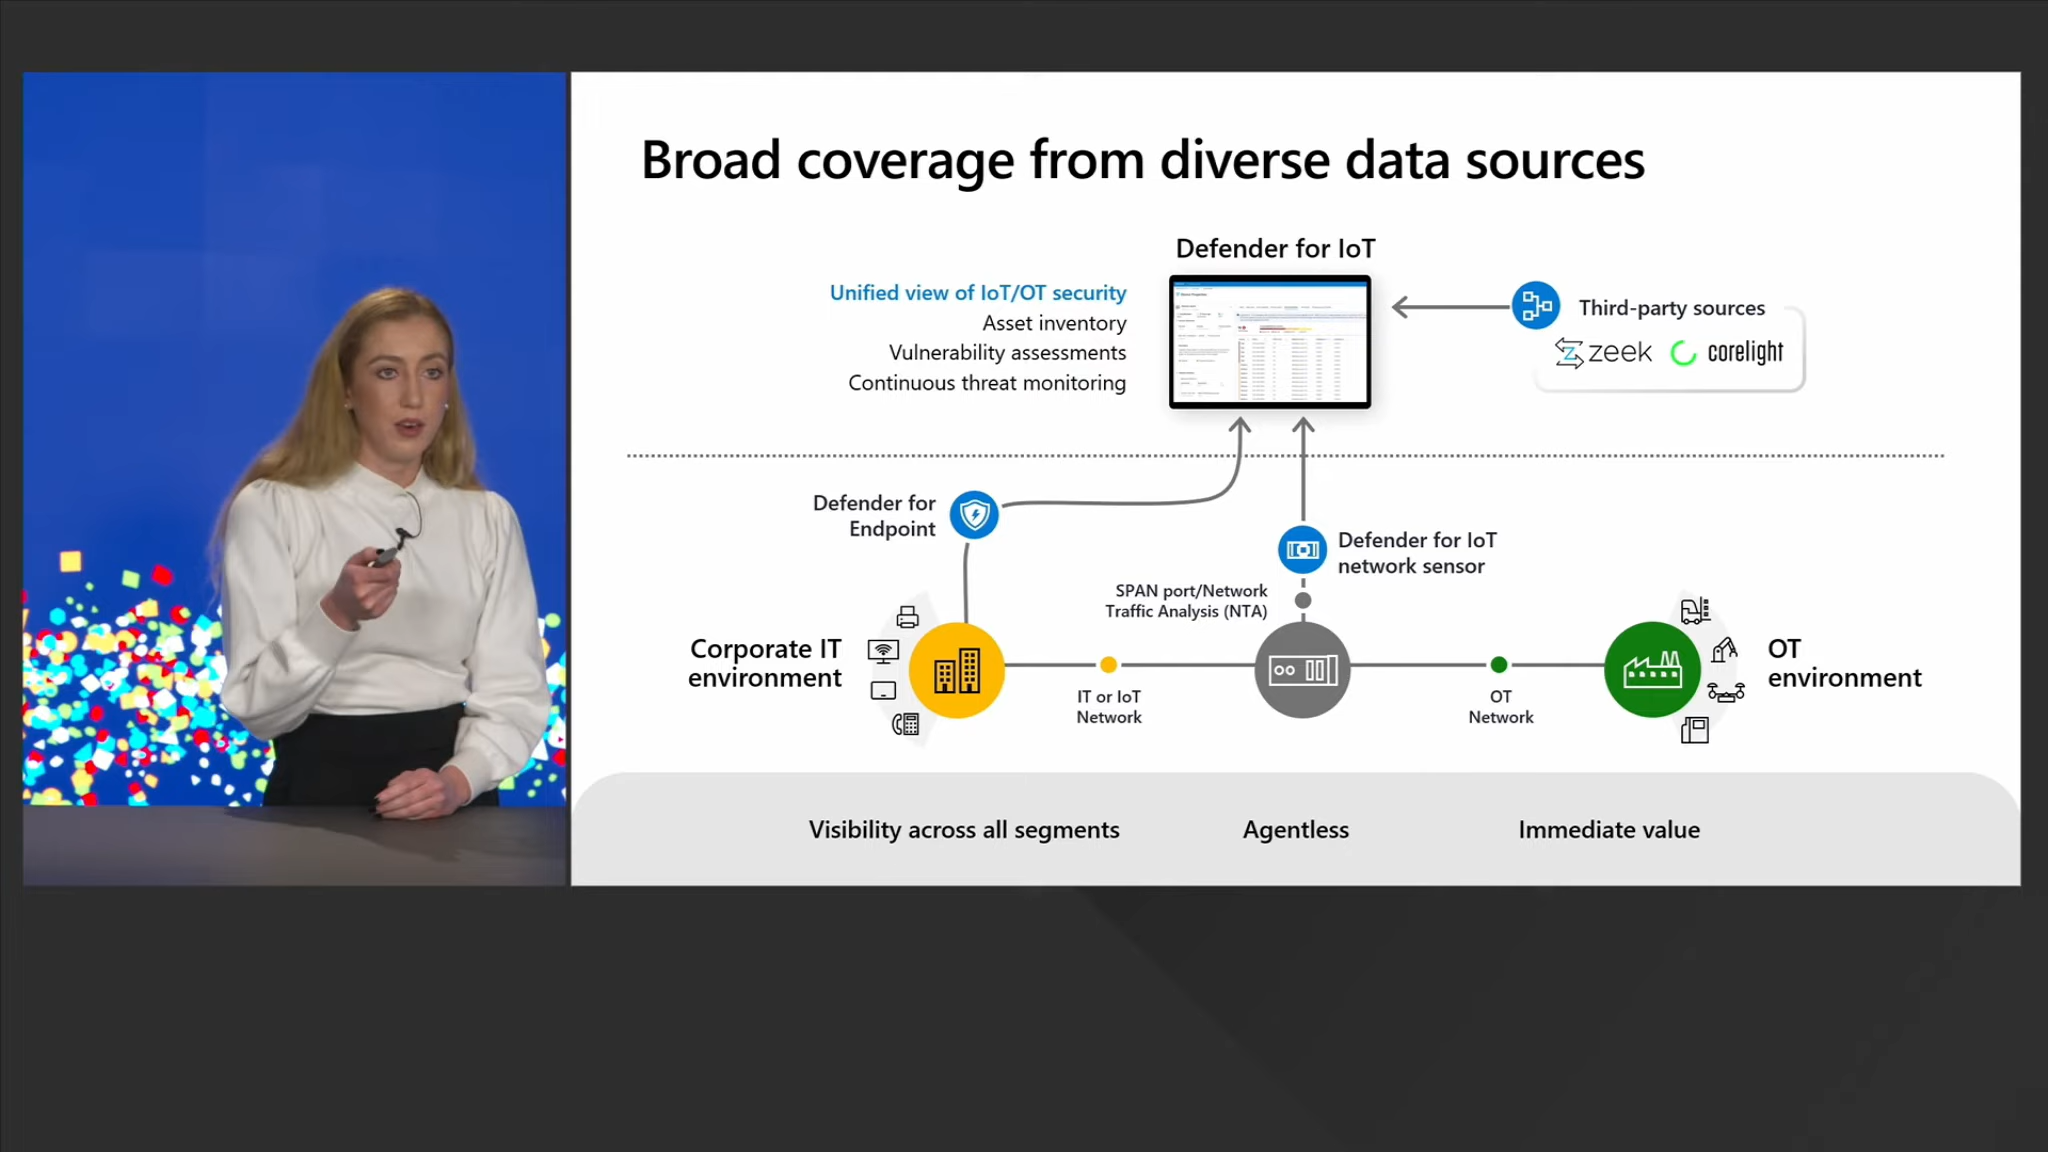 Broad coverage from diverse data sources
Defender for IoT
Unified view of IoT/OT security
Asset inventory
Vulnerability assessments
Continuous threat monitoring
Third-party sources
zeek
corelight
Defender for
Endpoint
Defender for IoT
network sensor
SPAN port/Network
Traffic Analysis (NTA)
Corporate IT
environment
IT or IoT
Network
OT
Network
OT
environment
Visibility across all segments
Agentless
Immediate value